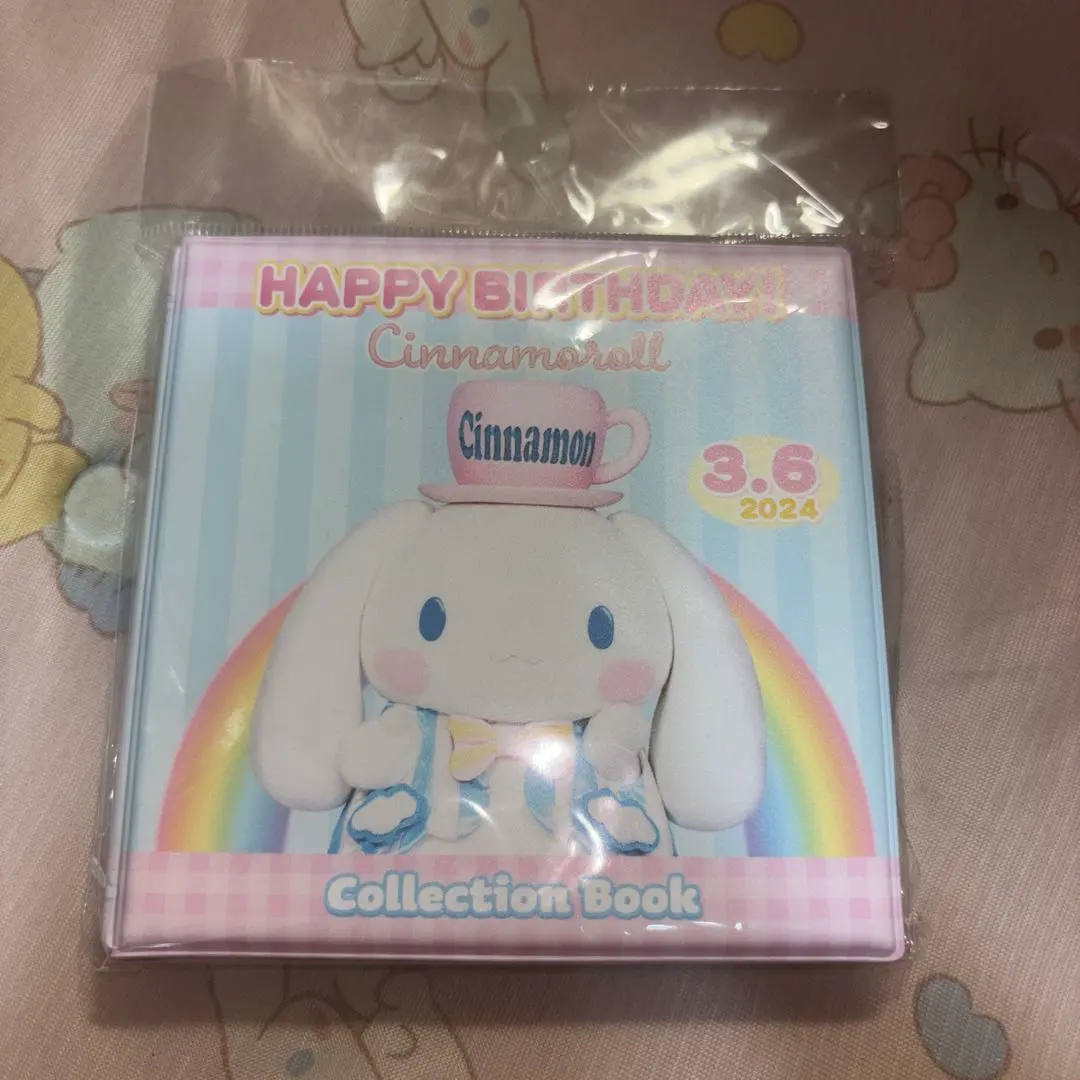 HAPPY BIRTHDAY!
Cinnamoroll
Cinnamon
3.6
2024
Collection Book